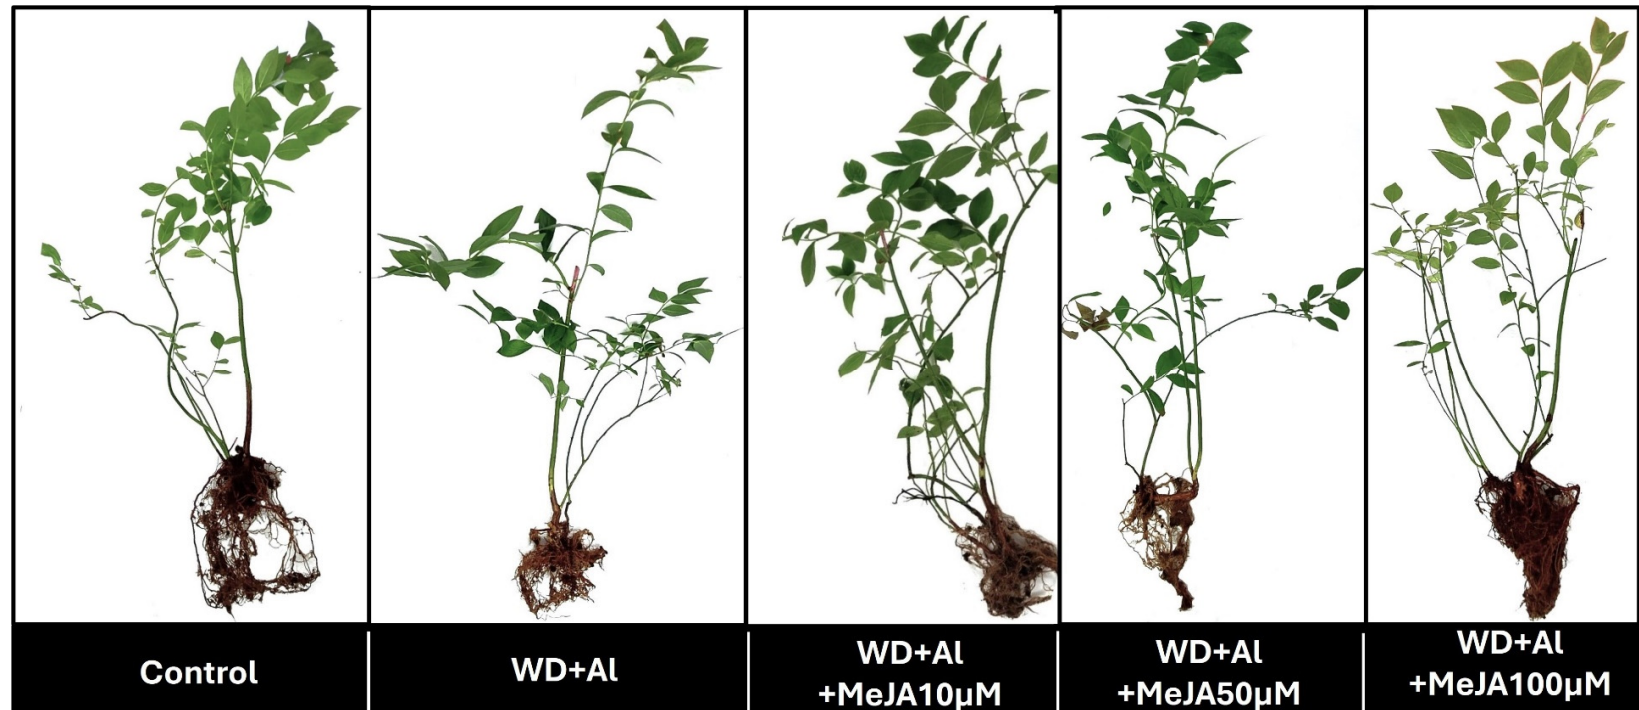 Control
WD+Al
WD+Al
+MeJA10µM
WD+Al
+MeJA50µM
WD+Al
+MeJA100µM